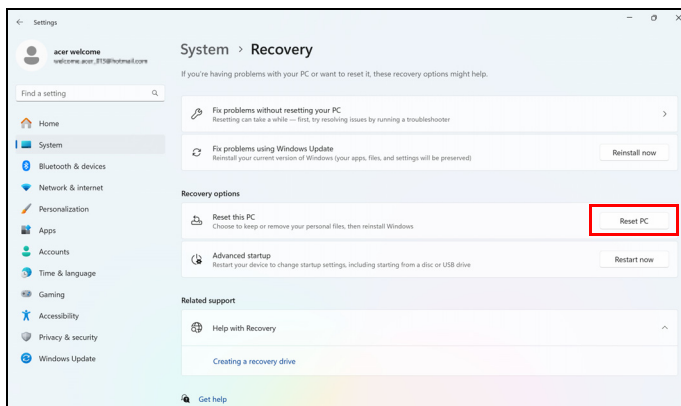 Settings
acer welcome
welcome.acer_815@hotmail.com
Find a setting
Home
System
Bluetooth & devices
Network & internet
Personalization
Apps
Accounts
Time & language
Gaming
Accessibility
Privacy & security
Windows Update
System > Recovery
If you're having problems with your PC or want to reset it, these recovery options might help.
Fix problems without resetting your PC
Resetting can take a while — first, try resolving issues by running a troubleshooter
Fix problems using Windows Update
Reinstall your current version of Windows (your apps, files, and settings will be preserved)
Reinstall now
Recovery options
Reset this PC
Choose to keep or remove your personal files, then reinstall Windows
Reset PC
Advanced startup
Restart your device to change startup settings, including starting from a disc or USB drive
Restart now
Related support
Help with Recovery
Creating a recovery drive
Get help